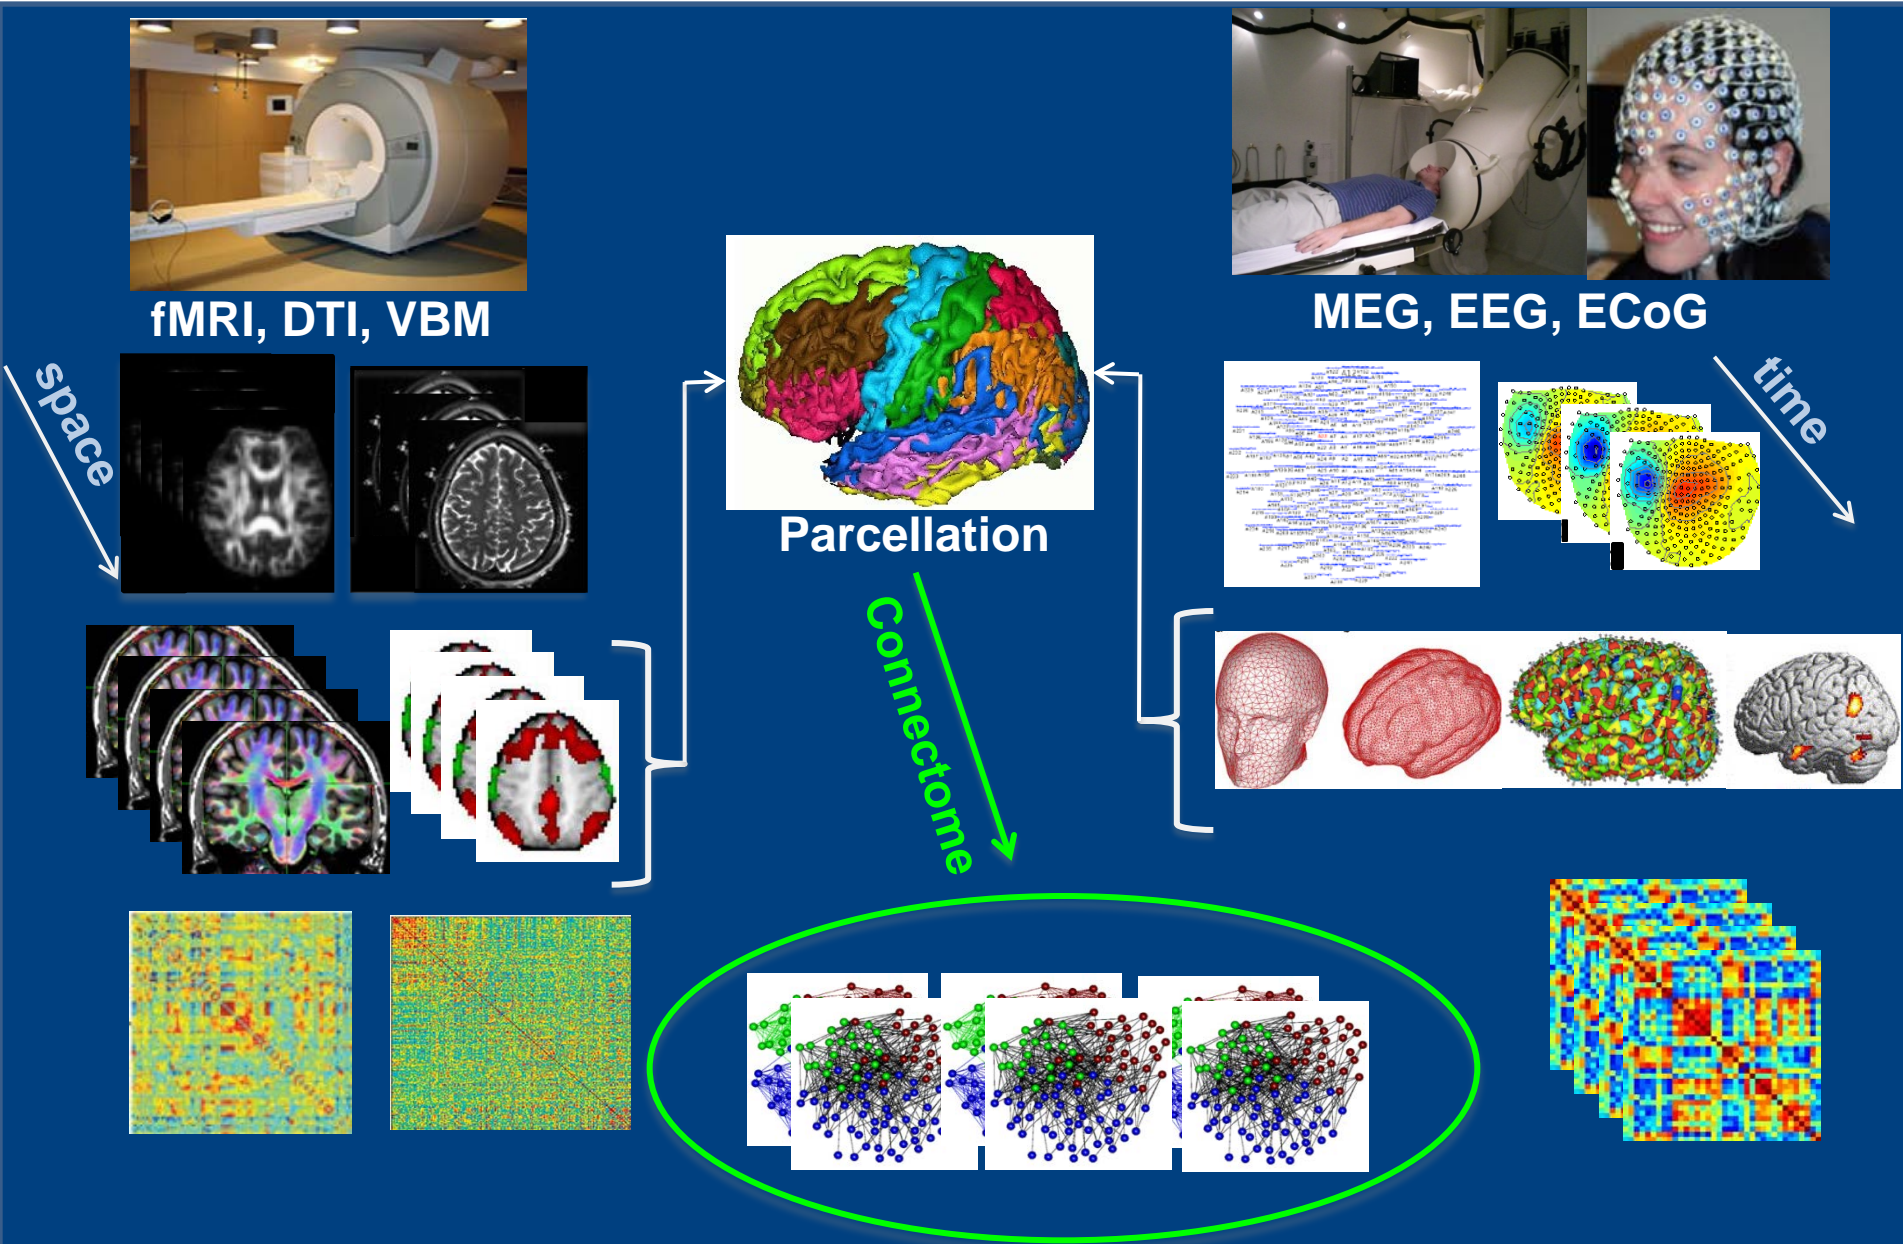 fMRI, DTI, VBM
MEG, EEG, ECoG
space
time
Parcellation
Connectome